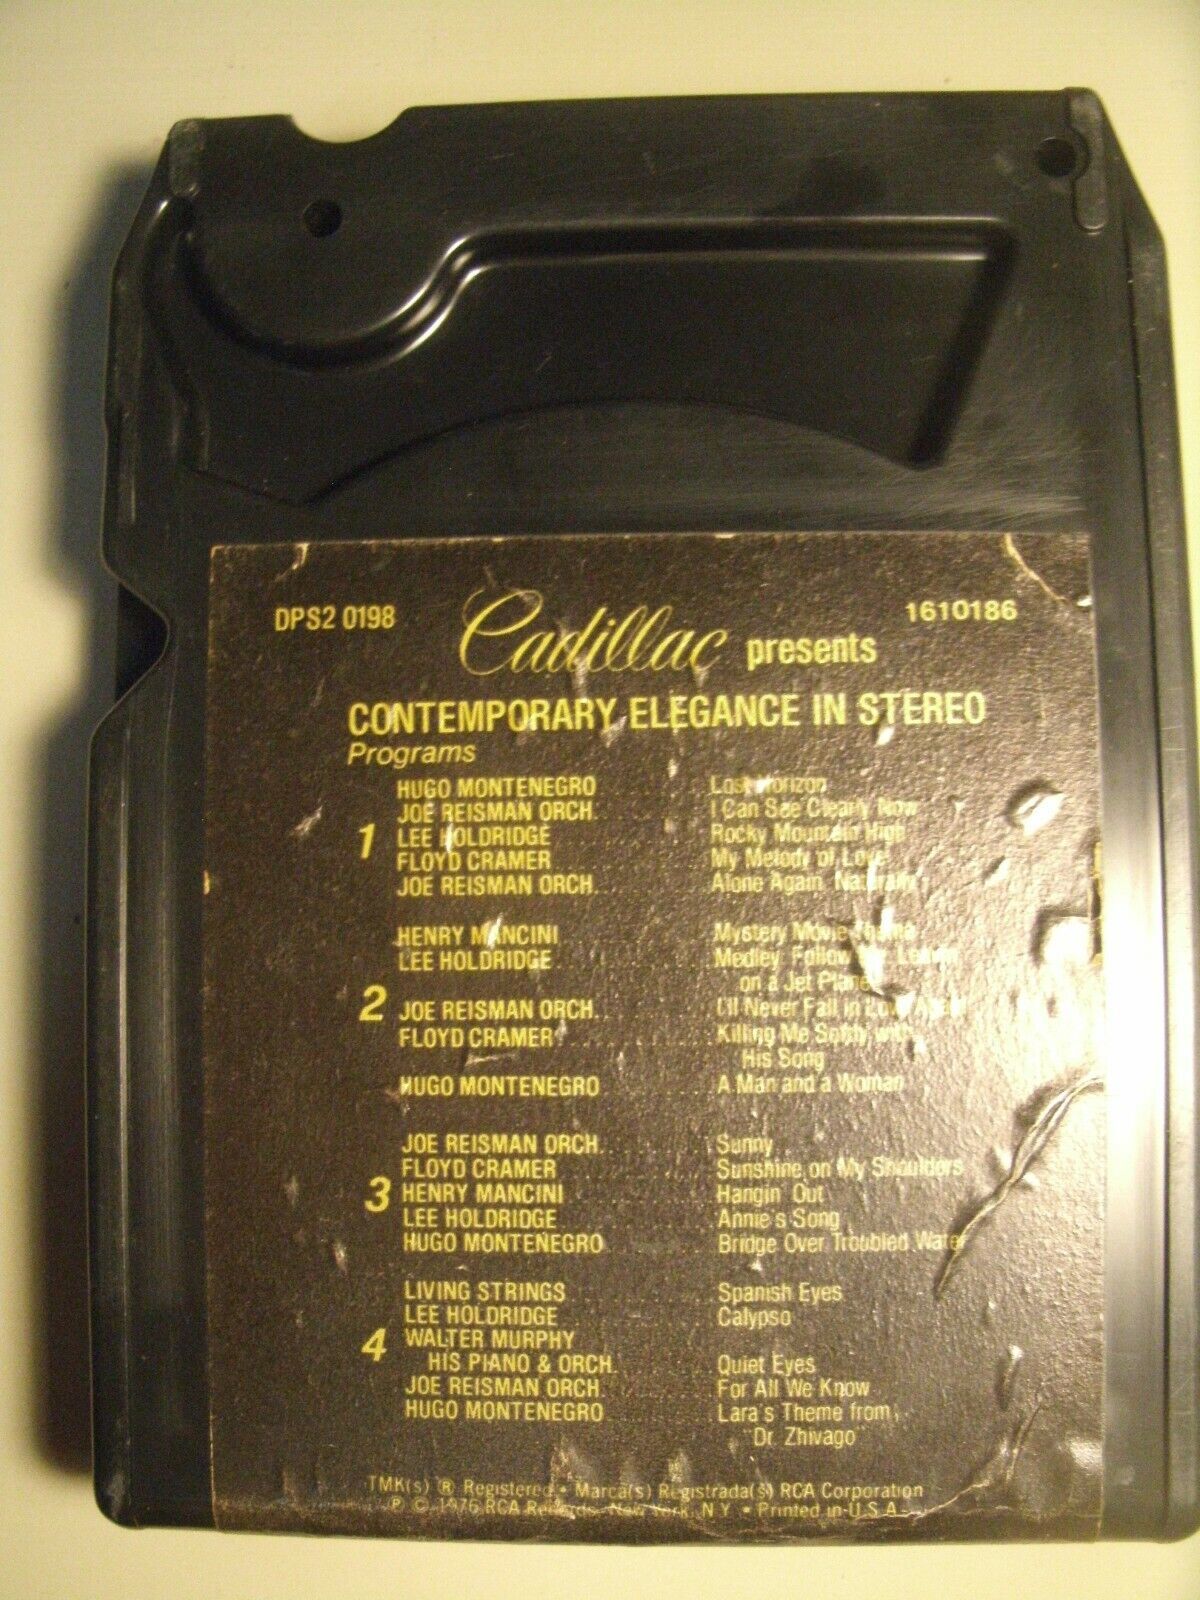 DPS2 0198 Cadillac presents 1610186
CONTEMPORARY ELEGANCE IN STEREO
Programs
1
HUGO MONTENEGRO Lost Horizon
JOE REISMAN ORCH. I Can See Clearly Now
LEE HOLDRIDGE Rocky Mountain High
FLOYD CRAMER My Melody of Love
JOE REISMAN ORCH. Alone Again, Naturally
2
HENRY MANCINI Mystery Movie Theme
LEE HOLDRIDGE Medley: Follow
on a Jet Plane
JOE REISMAN ORCH. I'll Never Fall in Love Again
FLOYD CRAMER Killing Me Softly with
His Song
HUGO MONTENEGRO A Man and a Woman
3
JOE REISMAN ORCH. Sunny
FLOYD CRAMER Sunshine on My Shoulders
HENRY MANCINI Hangin' Out
LEE HOLDRIDGE Annie's Song
HUGO MONTENEGRO Bridge Over Troubled Water
4
LIVING STRINGS Spanish Eyes
LEE HOLDRIDGE Calypso
WALTER MURPHY
HIS PIANO & ORCH. Quiet Eyes
JOE REISMAN ORCH. For All We Know
HUGO MONTENEGRO Lara's Theme from
"Dr. Zhivago"
TMK(s) ® Registered • Marca(s) Registrada(s) RCA Corporation
℗ © 1976 RCA Records, New York, N.Y. • Printed in U.S.A.